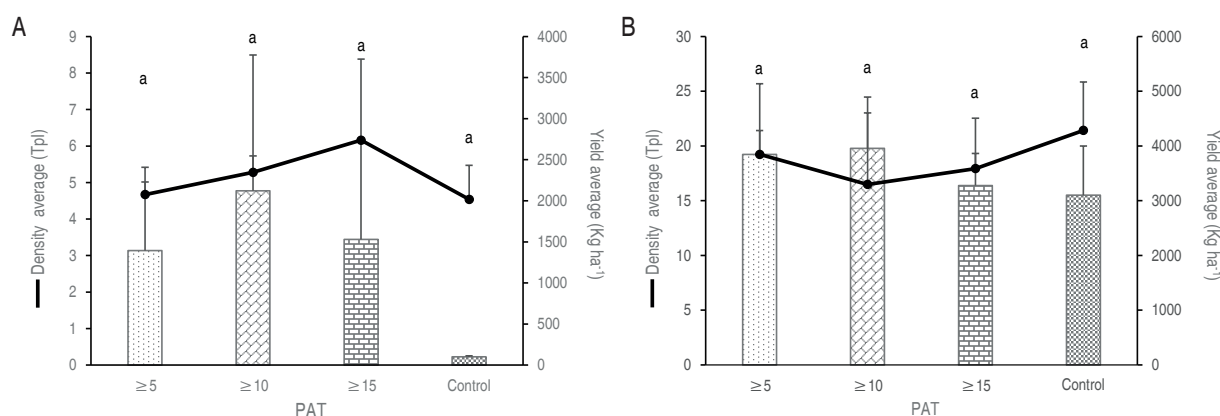 A
Density average (Tpl)
9
8
7
6
5
4
3
2
1
0
a
a
a
a
4000
3500
3000
2500
2000
1500
1000
500
0
Yield average (Kg ha⁻¹)
≥5
≥10
≥15
Control
PAT
B
Density average (Tpl)
30
25
20
15
10
5
0
a
a
a
a
6000
5000
4000
3000
2000
1000
0
Yield average (Kg ha⁻¹)
≥5
≥10
≥15
Control
PAT